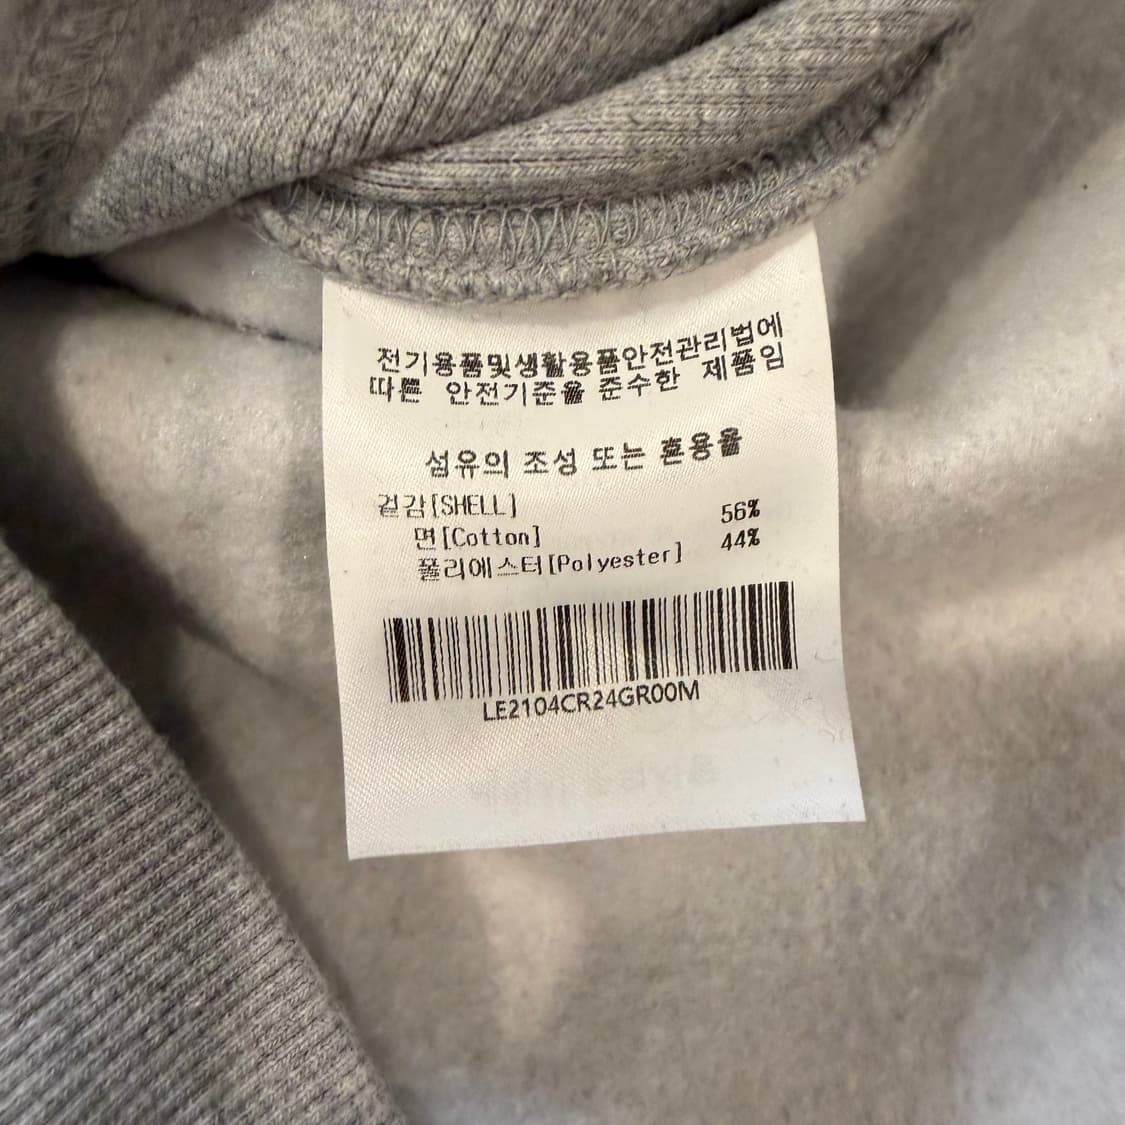 전기용품및생활용품안전관리법에
따른 안전기준을 준수한 제품임
섬유의 조성 또는 혼용율
겉감[SHELL]
면[Cotton] 56%
폴리에스터[Polyester] 44%
LE2104CR24GR00M